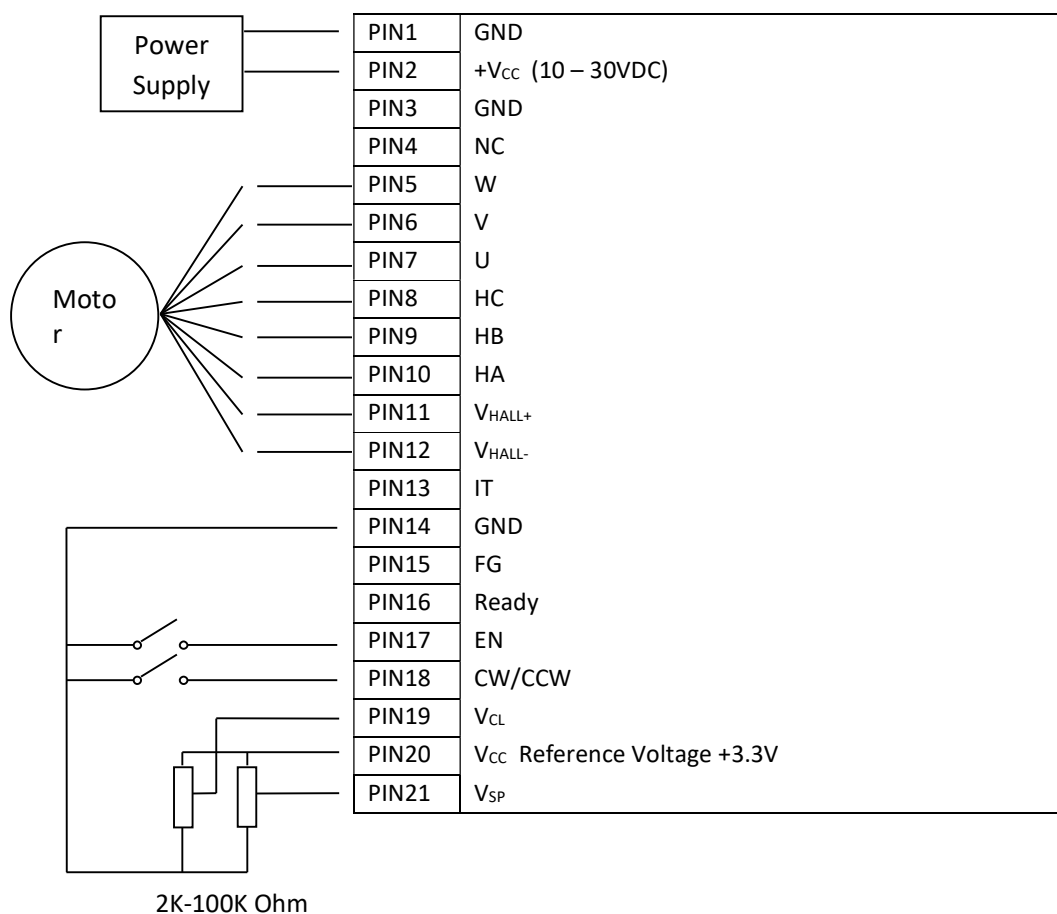 Power
Supply
PIN1 GND
PIN2 +VCC (10 – 30VDC)
PIN3 GND
PIN4 NC
PIN5 W
PIN6 V
PIN7 U
Moto
r
PIN8 HC
PIN9 HB
PIN10 HA
PIN11 VHALL+
PIN12 VHALL-
PIN13 IT
PIN14 GND
PIN15 FG
PIN16 Ready
PIN17 EN
PIN18 CW/CCW
PIN19 VCL
PIN20 VCC Reference Voltage +3.3V
PIN21 VSP
2K-100K Ohm